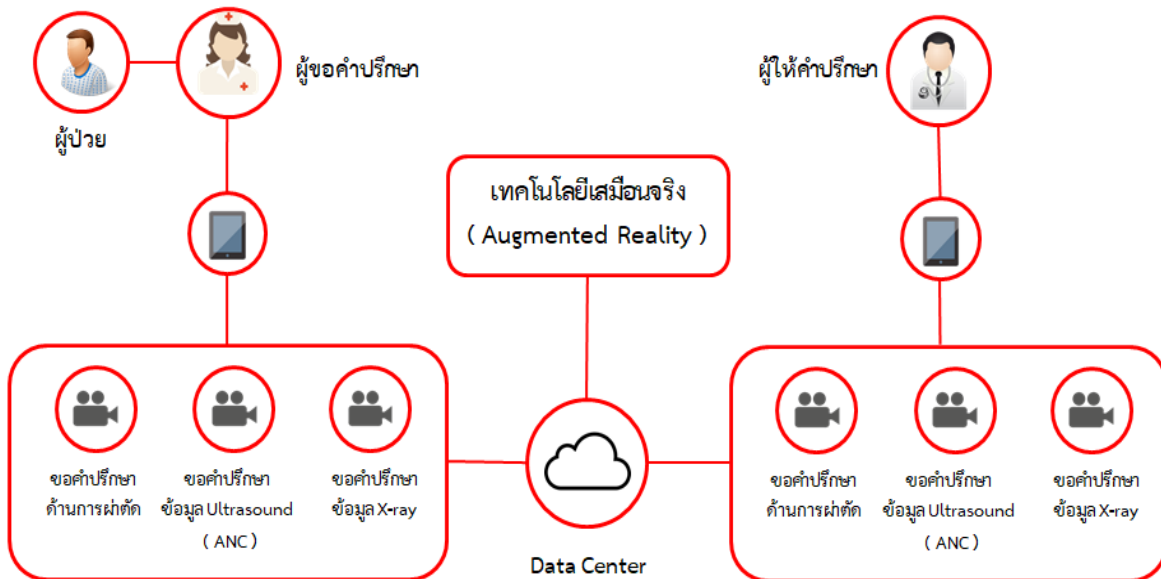 ผู้ขอคำปรึกษา
ผู้ให้คำปรึกษา
ผู้ป่วย
เทคโนโลยีเสมือนจริง
( Augmented Reality )
ขอคำปรึกษา
ด้านการผ่าตัด
ขอคำปรึกษา
ข้อมูล Ultrasound
( ANC )
ขอคำปรึกษา
ข้อมูล X-ray
Data Center
ขอคำปรึกษา
ด้านการผ่าตัด
ขอคำปรึกษา
ข้อมูล Ultrasound
( ANC )
ขอคำปรึกษา
ข้อมูล X-ray